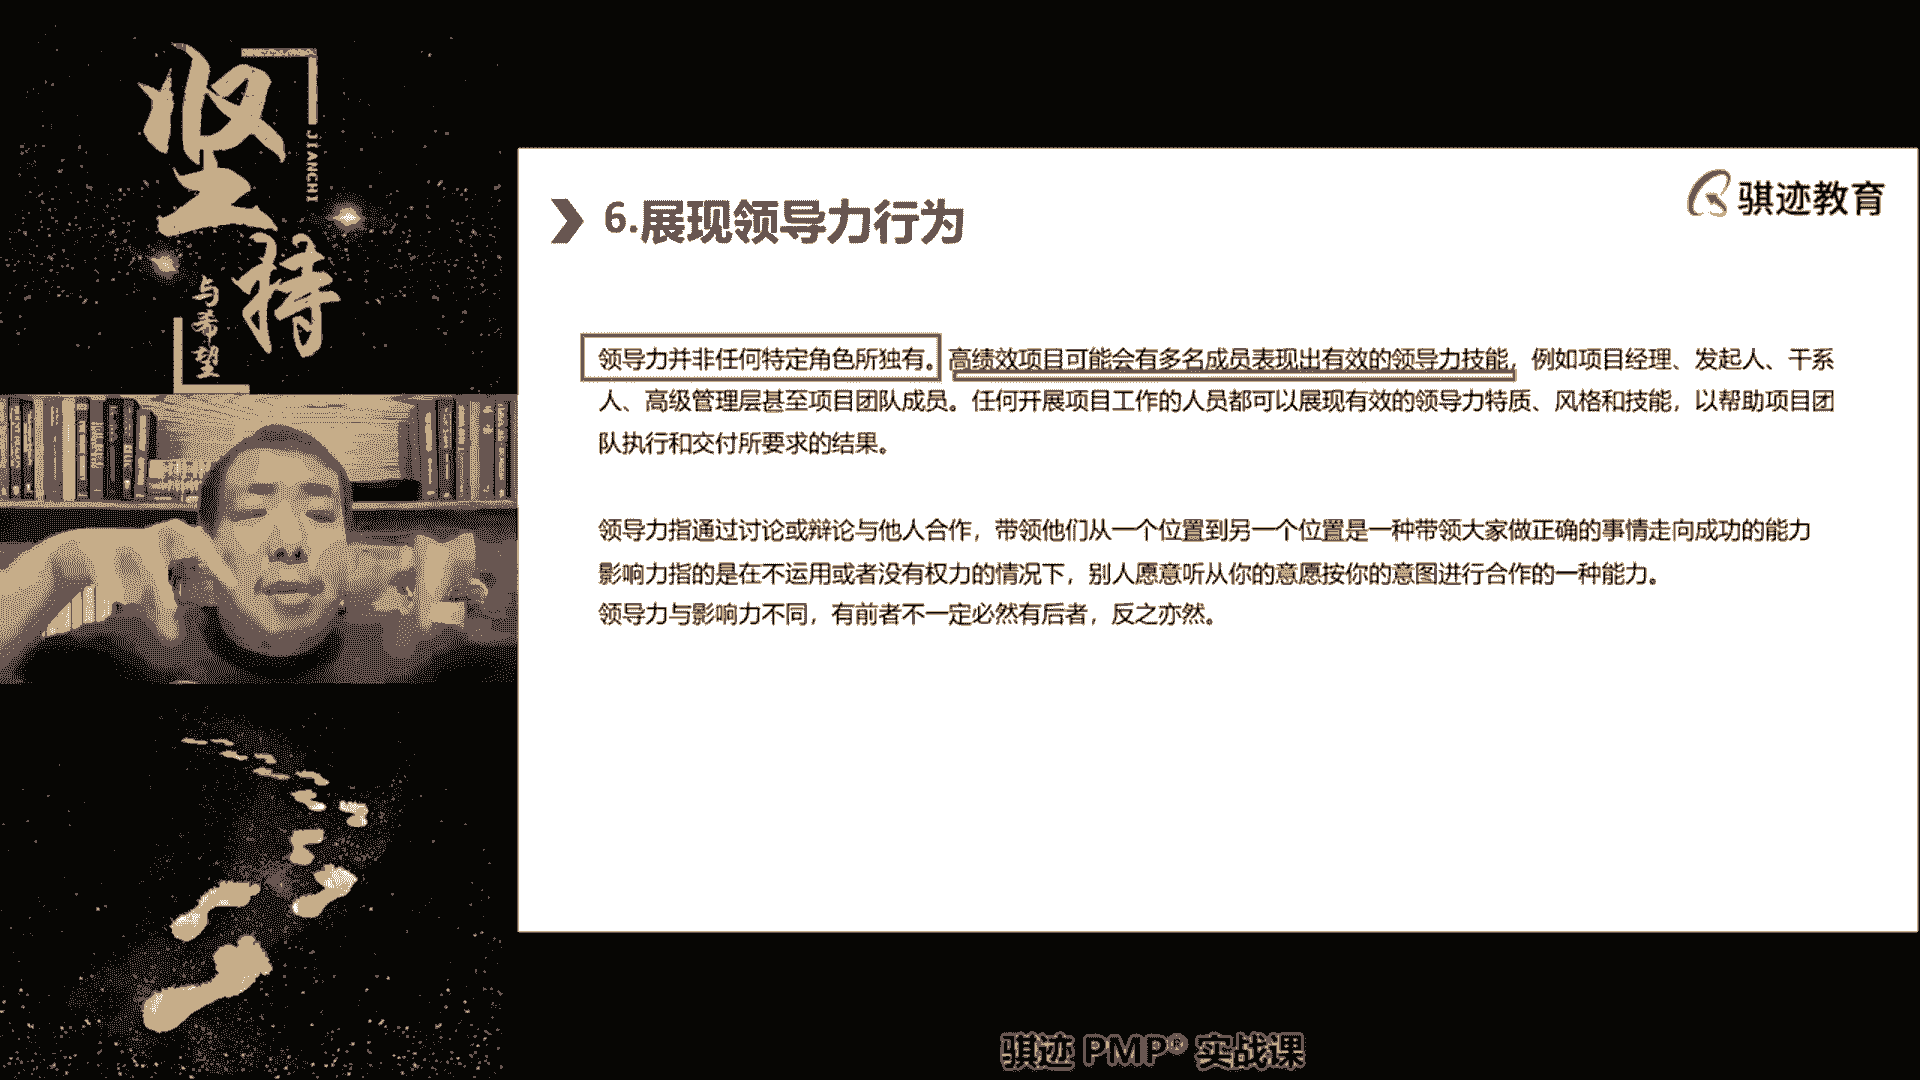 坚持
JIANCHI
与希望
骐迹教育
6.展现领导力行为
领导力并非任何特定角色所独有。高绩效项目可能会有多名成员表现出有效的领导力技能，例如项目经理、发起人、干系
人、高级管理层甚至项目团队成员。任何开展项目工作的人员都可以展现有效的领导力特质、风格和技能，以帮助项目团
队执行和交付所要求的结果。
领导力指通过讨论或辩论与他人合作，带领他们从一个位置到另一个位置是一种带领大家做正确的事情走向成功的能力
影响力指的是在不运用或者没有权力的情况下，别人愿意听从你的意愿按你的意图进行合作的一种能力。
领导力与影响力不同，有前者不一定必然有后者，反之亦然。
骐迹 PMP® 实战课